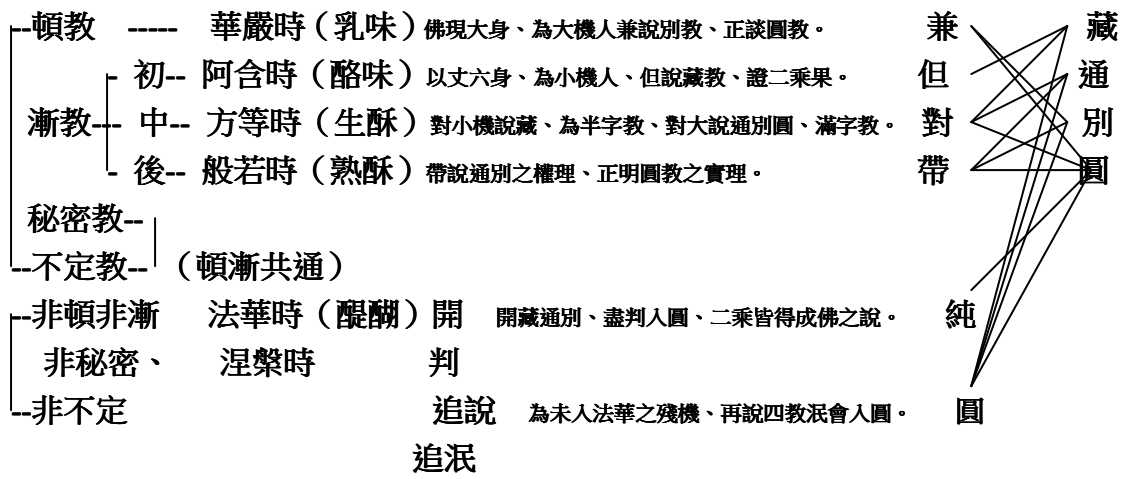 --頓教 ----- 華嚴時（乳味）佛現大身、為大機人兼說別教、正談圓教。 兼 藏
- 初-- 阿含時（酪味）以丈六身、為小機人、但說藏教、證二乘果。 但 通
漸教--- 中-- 方等時（生酥）對小機說藏、為半字教、對大說通別圓、滿字教。 對 別
- 後-- 般若時（熟酥）帶說通別之權理、正明圓教之實理。 帶 圓
秘密教--
--不定教-- （頓漸共通）
--非頓非漸 法華時（醍醐）開 開藏通別、盡判入圓、二乘皆得成佛之說。 純
非秘密、 涅槃時 判
--非不定 追說 為未入法華之殘機、再說四教泯會入圓。 圓
追泯